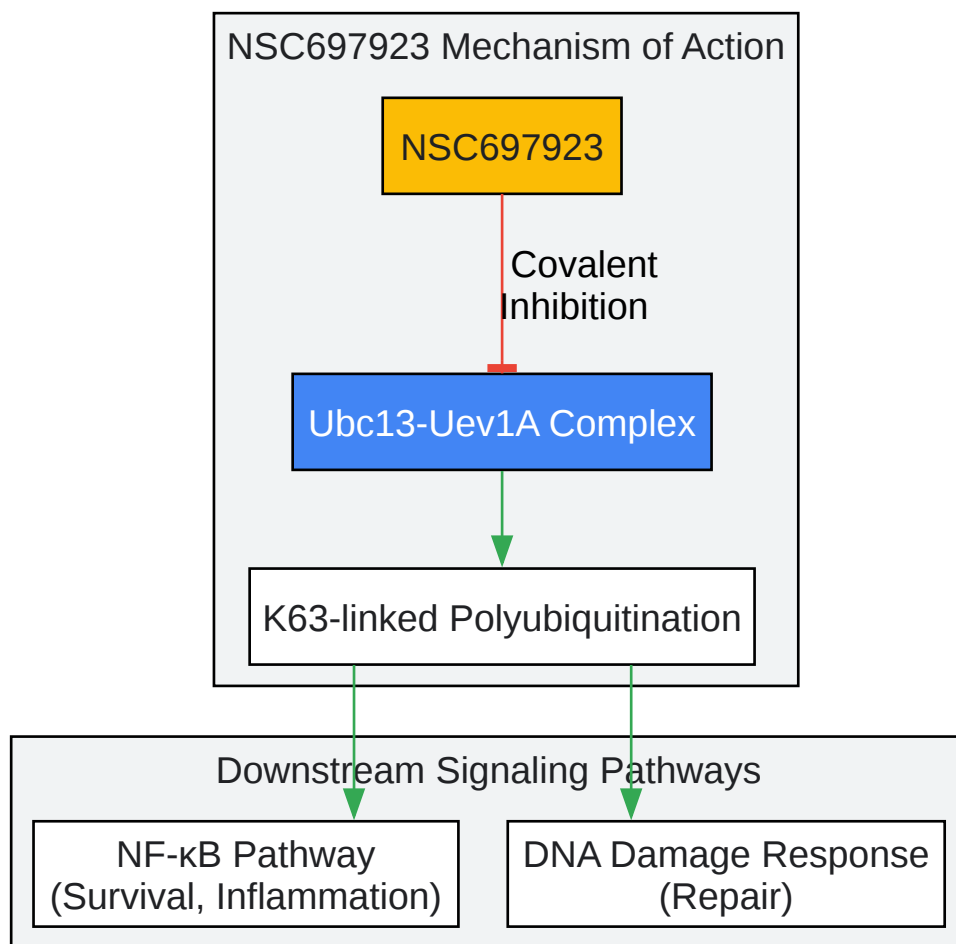 NSC697923 Mechanism of Action
NSC697923
Covalent
Inhibition
Ubc13-Uev1A Complex
K63-linked Polyubiquitination
Downstream Signaling Pathways
NF-κB Pathway
(Survival, Inflammation)
DNA Damage Response
(Repair)